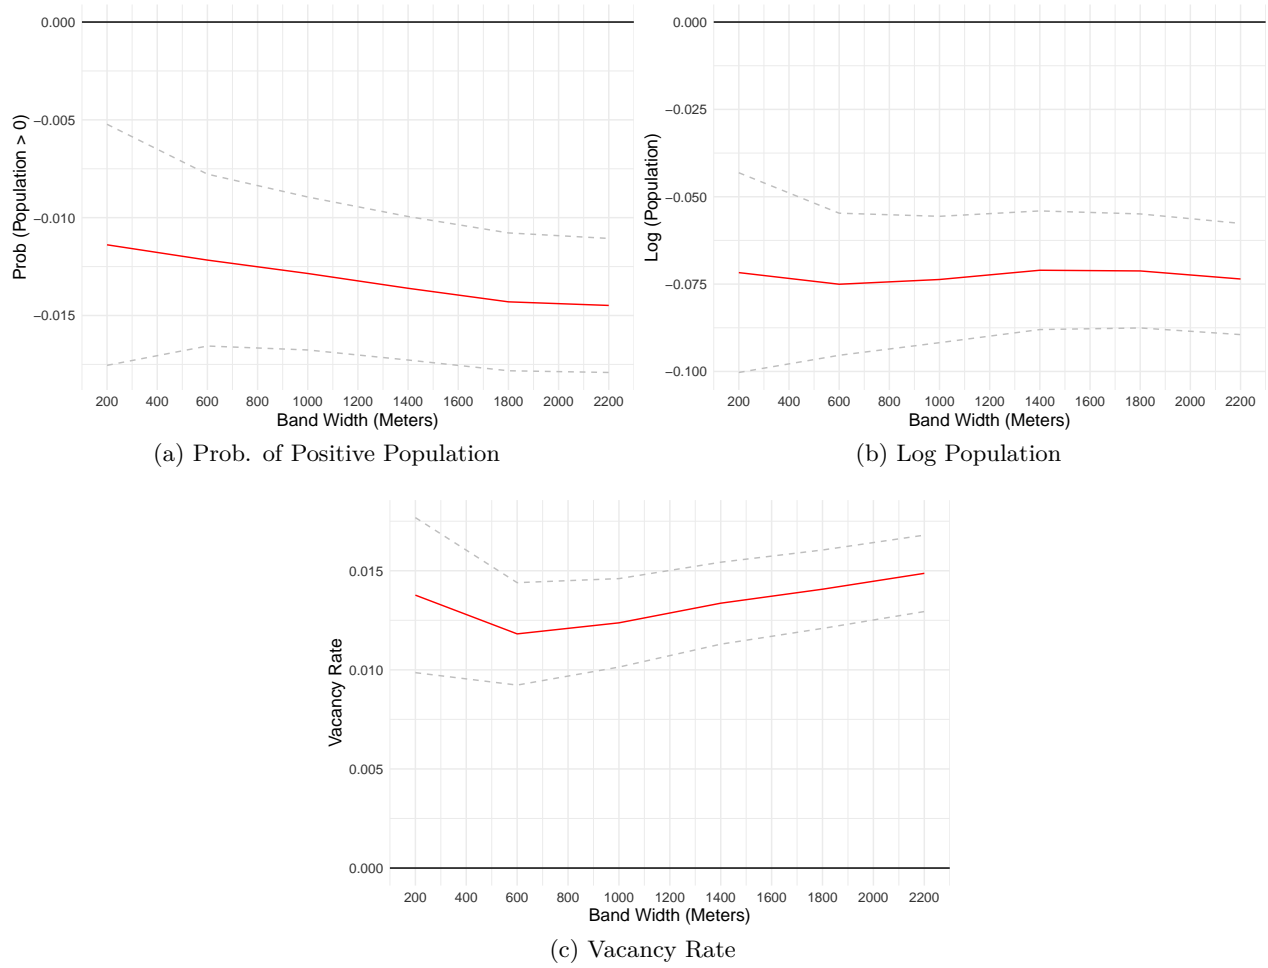 0.000
−0.005
−0.010
−0.015
Prob (Population > 0)
200 400 600 800 1000 1200 1400 1600 1800 2000 2200
Band Width (Meters)
(a) Prob. of Positive Population
0.000
−0.025
−0.050
−0.075
−0.100
Log (Population)
200 400 600 800 1000 1200 1400 1600 1800 2000 2200
Band Width (Meters)
(b) Log Population
0.015
0.010
0.005
0.000
Vacancy Rate
200 400 600 800 1000 1200 1400 1600 1800 2000 2200
Band Width (Meters)
(c) Vacancy Rate